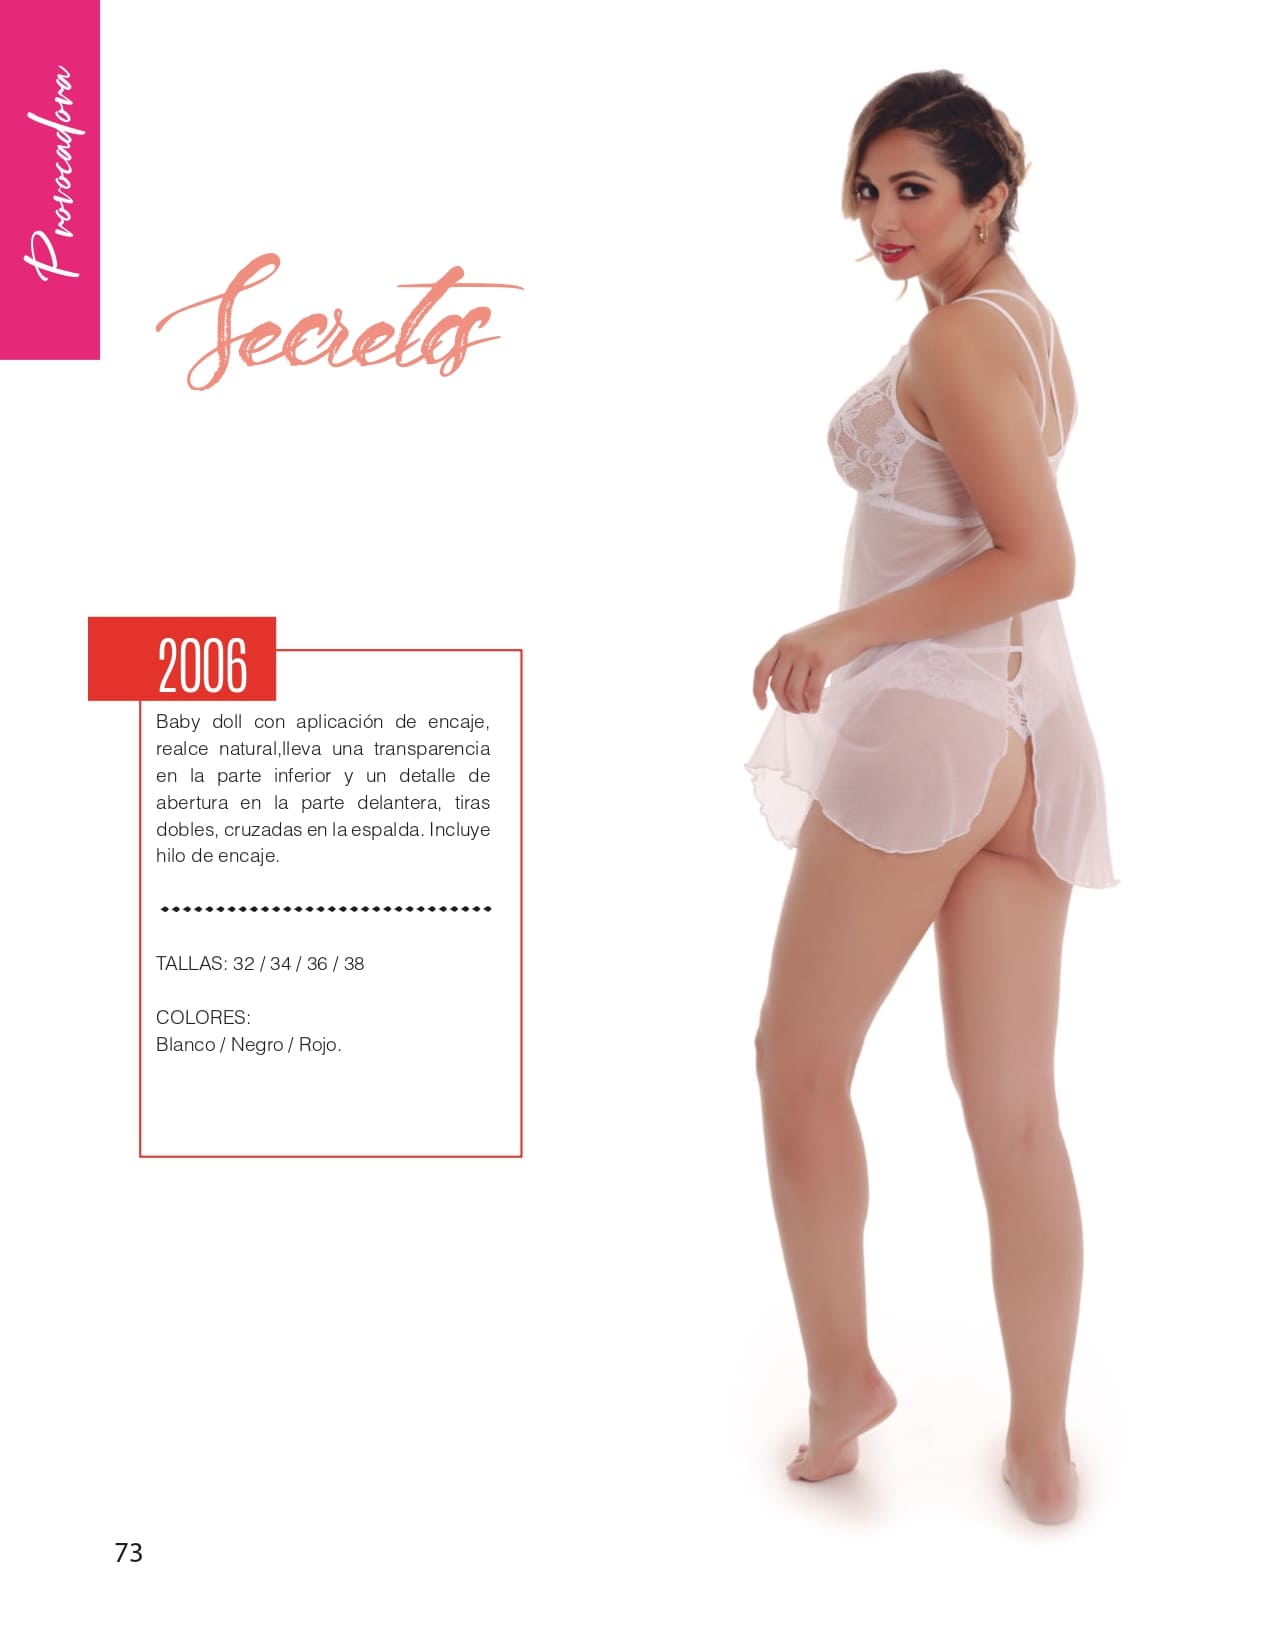 Provocadora
Secretos
2006
Baby doll con aplicación de encaje,
realce natural,lleva una transparencia
en la parte inferior y un detalle de
abertura en la parte delantera, tiras
dobles, cruzadas en la espalda. Incluye
hilo de encaje.
TALLAS: 32 / 34 / 36 / 38
COLORES:
Blanco / Negro / Rojo.
73